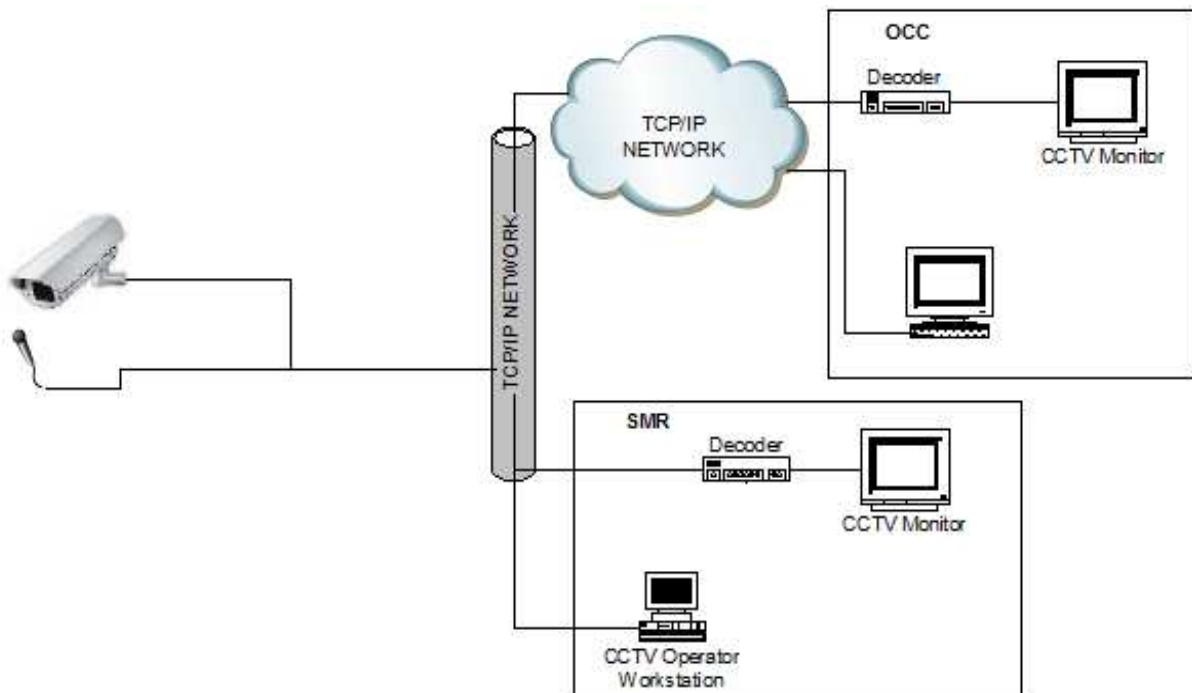 OCC
Decoder
CCTV Monitor
TCP/IP
NETWORK
TCP/IP NETWORK
SMR
Decoder
CCTV Monitor
CCTV Operator
Workstation